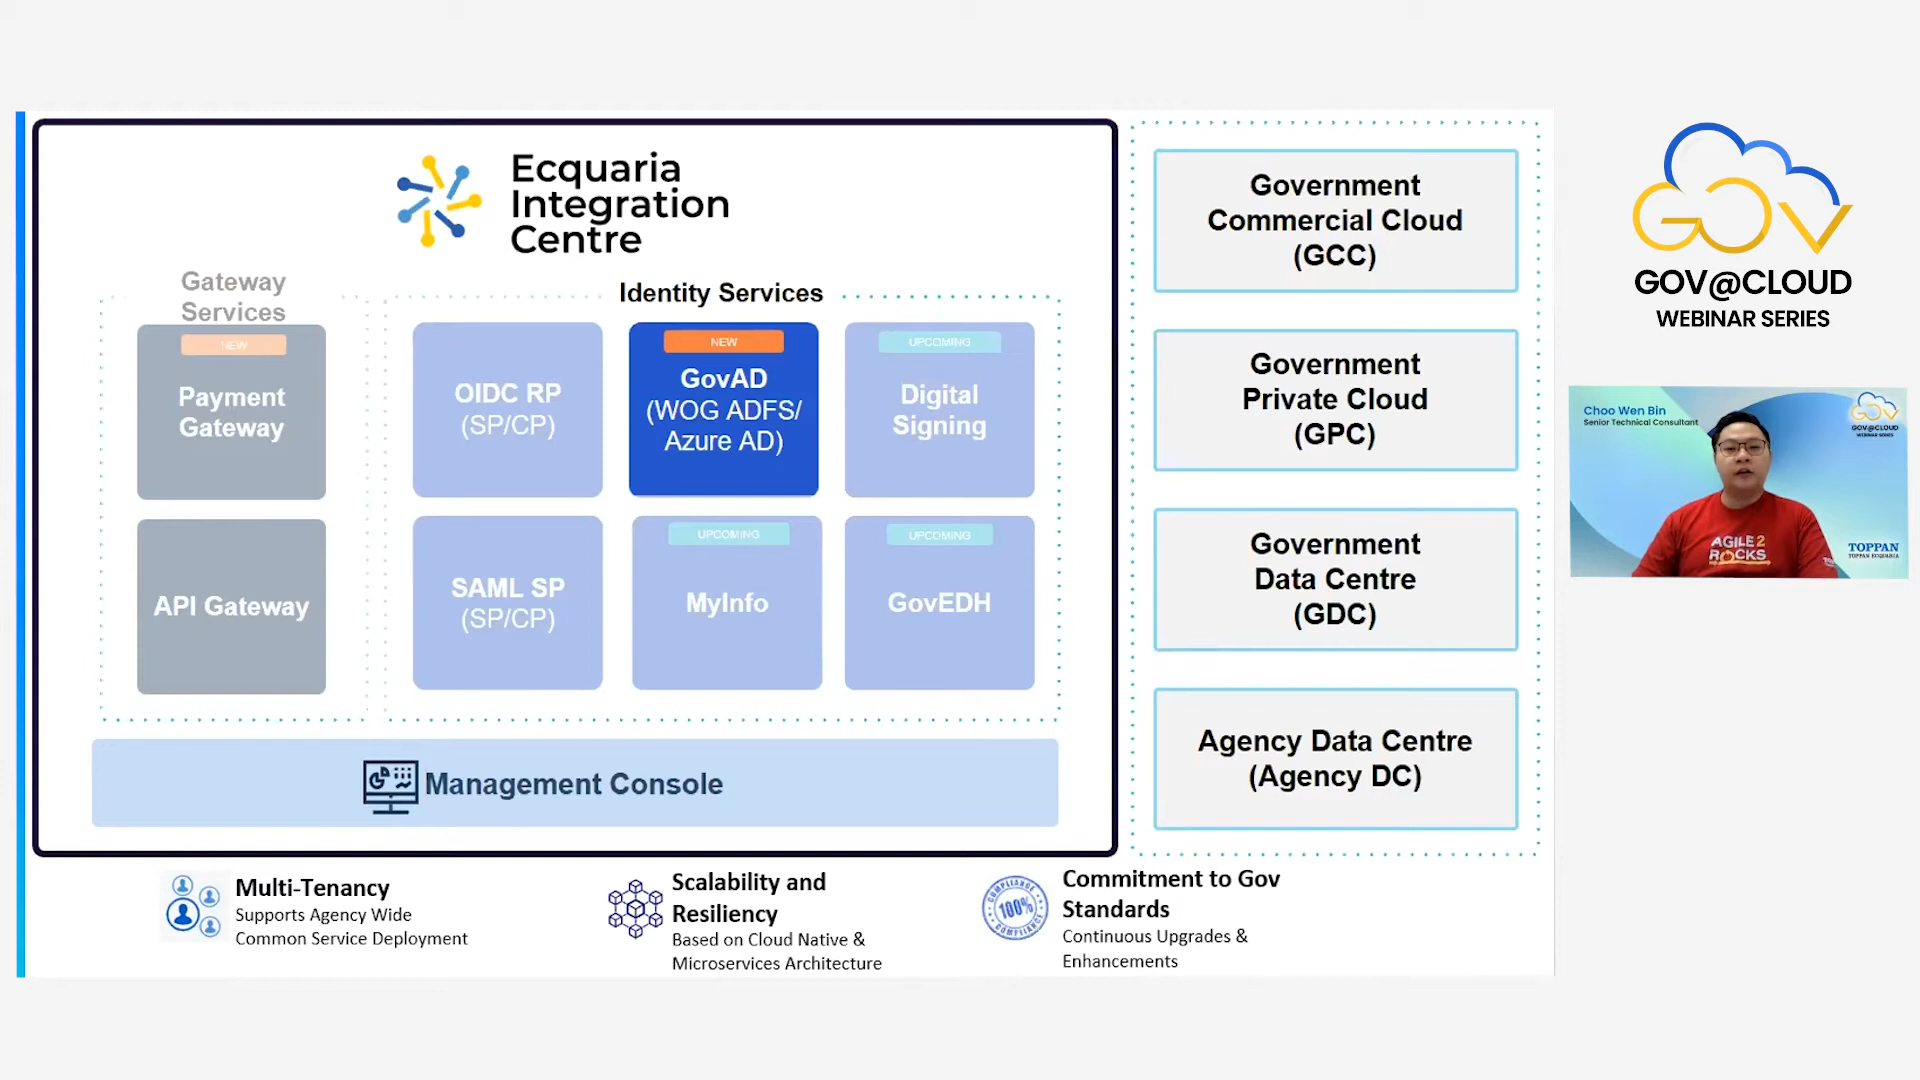 Ecquaria
Integration
Centre
Gateway
Services
NEW
Payment
Gateway
API Gateway
Identity Services
OIDC RP
(SP/CP)
NEW
GovAD
(WOG ADFS/
Azure AD)
UPCOMING
Digital
Signing
SAML SP
(SP/CP)
UPCOMING
MyInfo
UPCOMING
GovEDH
Management Console
Government
Commercial Cloud
(GCC)
Government
Private Cloud
(GPC)
Government
Data Centre
(GDC)
Agency Data Centre
(Agency DC)
Multi-Tenancy
Supports Agency Wide
Common Service Deployment
Scalability and
Resiliency
Based on Cloud Native &
Microservices Architecture
COMPLIANCE
100%
COMPLIANCE
Commitment to Gov
Standards
Continuous Upgrades &
Enhancements
GOV
GOV@CLOUD
WEBINAR SERIES
Choo Wen Bin
Senior Technical Consultant
GOV
GOV@CLOUD
WEBINAR SERIES
AGILE2
ROCKS
TOPPAN
TOPPAN ECQUARIA